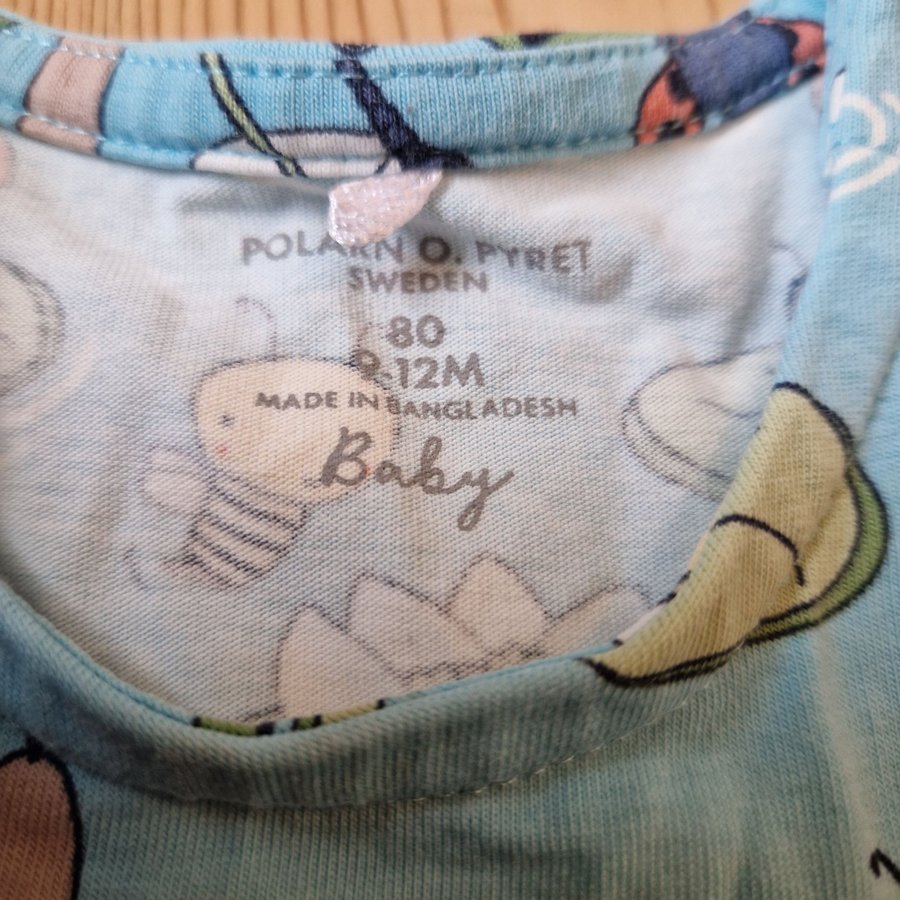 POLARN O. PYRET
SWEDEN
80
9-12M
MADE IN BANGLADESH
Baby